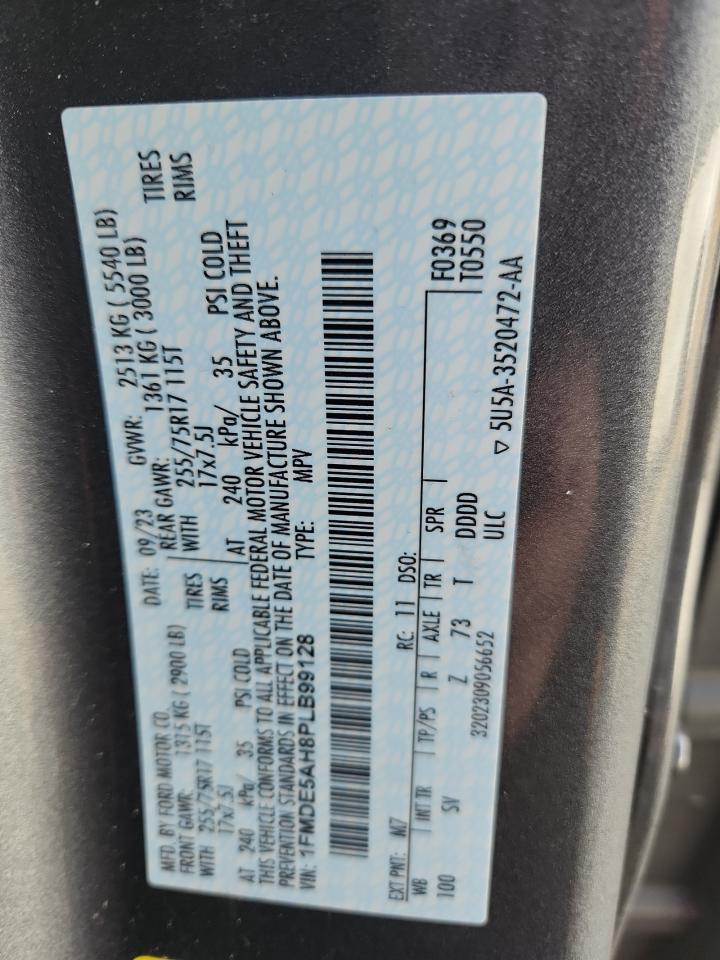 MFD. BY FORD MOTOR CO.
DATE: 09/23 GVWR: 2513 KG ( 5540 LB)
FRONT GAWR: 1315 KG ( 2900 LB) REAR GAWR: 1361 KG ( 3000 LB)
WITH 255/75R17 115T TIRES WITH 255/75R17 115T TIRES
17x7.5J RIMS 17x7.5J RIMS
AT 240 kPa/ 35 PSI COLD AT 240 kPa/ 35 PSI COLD
THIS VEHICLE CONFORMS TO ALL APPLICABLE FEDERAL MOTOR VEHICLE SAFETY AND THEFT
PREVENTION STANDARDS IN EFFECT ON THE DATE OF MANUFACTURE SHOWN ABOVE.
VIN: 1FMDE5AH8PLB99128 TYPE: MPV
EXT PNT: M7 RC: 11 DSO:
WB INT TR TP/PS R AXLE TR SPR F0369
100 SV Z 73 T DDDD T0550
3202309056652 ULC ▽ 5U5A-3520472-AA